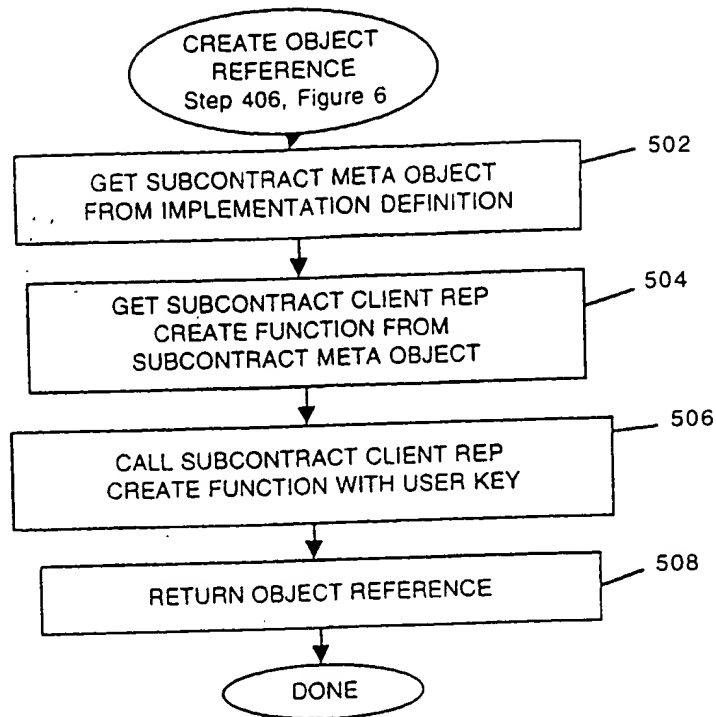 CREATE OBJECT
REFERENCE
Step 406, Figure 6
502
GET SUBCONTRACT META OBJECT
FROM IMPLEMENTATION DEFINITION
504
GET SUBCONTRACT CLIENT REP
CREATE FUNCTION FROM
SUBCONTRACT META OBJECT
506
CALL SUBCONTRACT CLIENT REP
CREATE FUNCTION WITH USER KEY
508
RETURN OBJECT REFERENCE
DONE